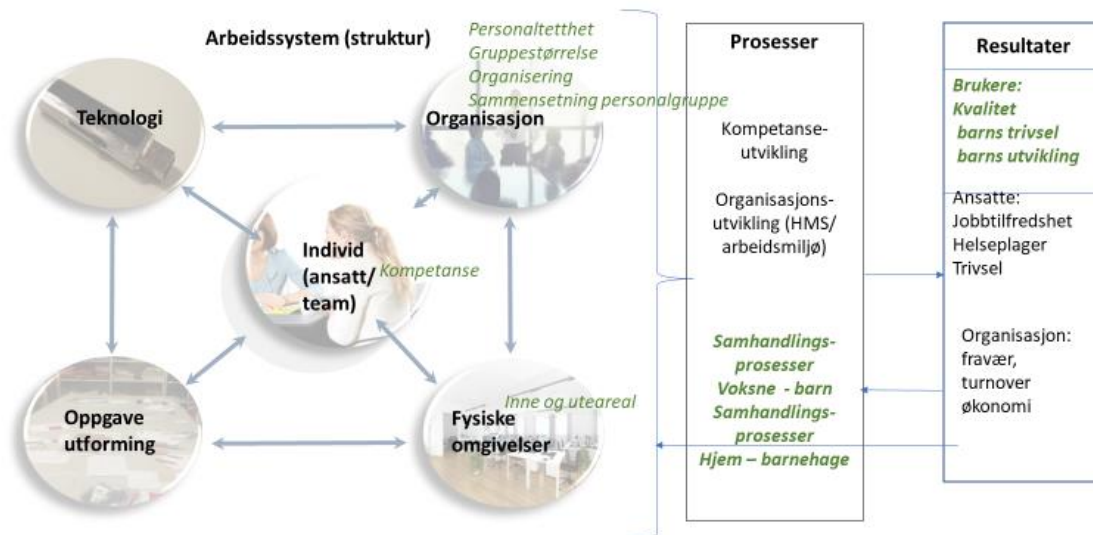 Arbeidssystem (struktur)
Personaltetthet
Gruppestørrelse
Organisering
Sammensetning personalgruppe
Teknologi
Organisasjon
Individ
(ansatt/
team)
Kompetanse
Oppgave
utforming
Inne og uteareal
Fysiske
omgivelser
Prosesser
Kompetanse-
utvikling
Organisasjons-
utvikling (HMS/
arbeidsmiljø)
Samhandlings-
prosesser
Voksne - barn
Samhandlings-
prosesser
Hjem – barnehage
Resultater
Brukere:
Kvalitet
barns trivsel
barns utvikling
Ansatte:
Jobbtilfredshet
Helseplager
Trivsel
Organisasjon:
fravær,
turnover
økonomi